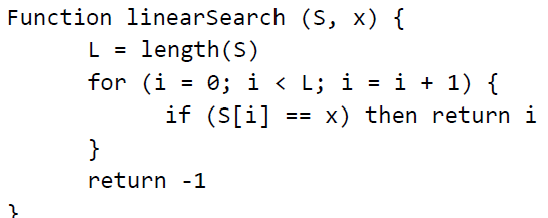 Function linearSearch (S, x) {
L = length(S)
for (i = 0; i < L; i = i + 1) {
if (S[i] == x) then return i
}
return -1
}